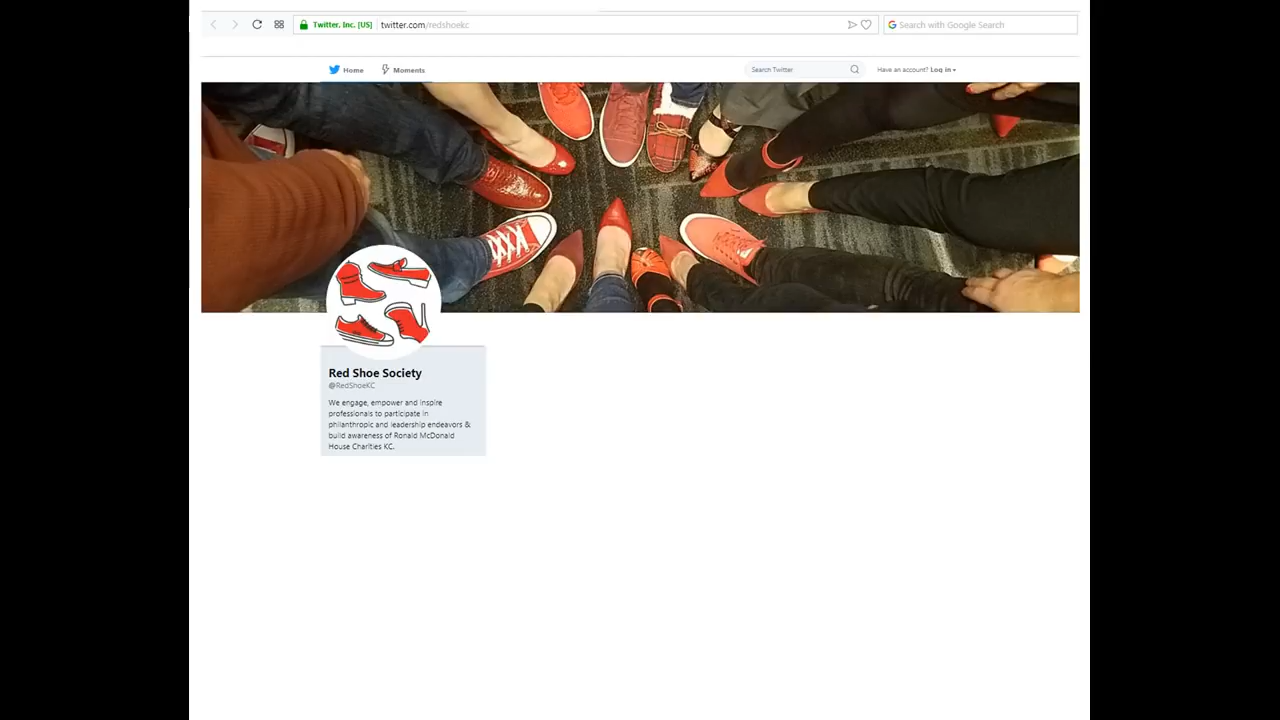 Twitter, Inc. [US] twitter.com/redshoekc Search with Google Search
Home Moments Search Twitter Have an account? Log in
Red Shoe Society
@RedShoeKC
We engage, empower and inspire
professionals to participate in
philanthropic and leadership endeavors &
build awareness of Ronald McDonald
House Charities KC.